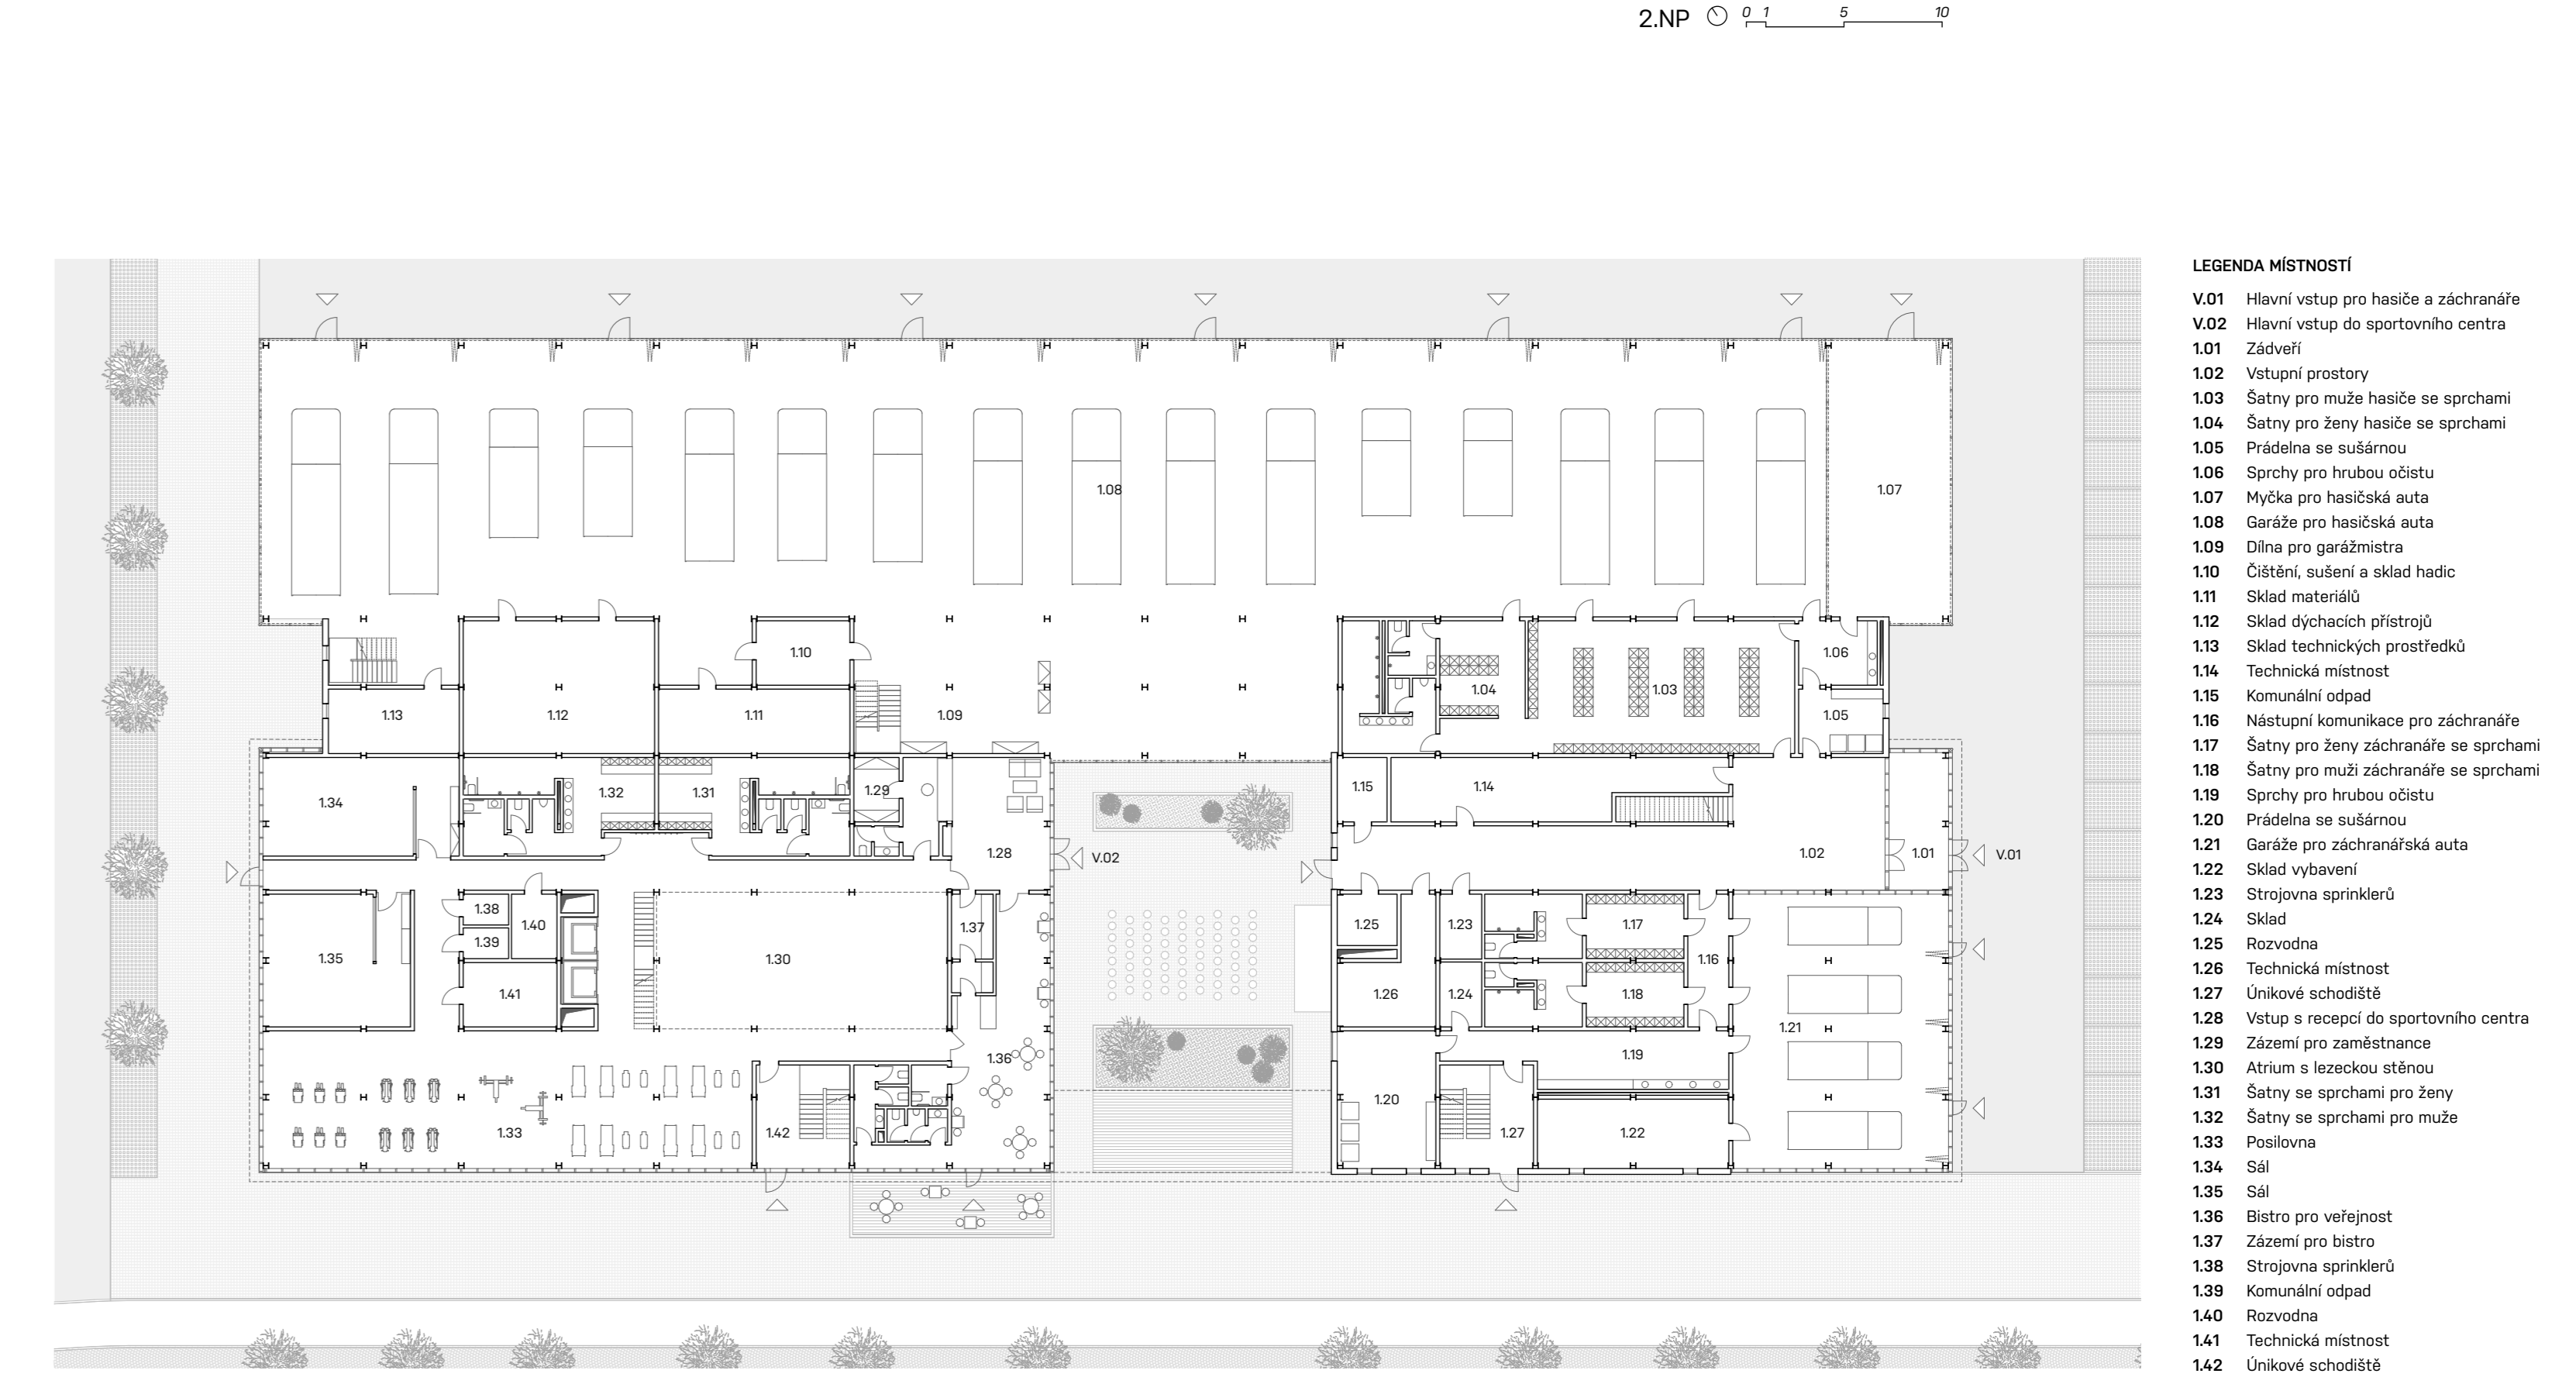 2.NP 0 1 5 10
LEGENDA MÍSTNOSTÍ
V.01 Hlavní vstup pro hasiče a záchranáře
V.02 Hlavní vstup do sportovního centra
1.01 Zádveří
1.02 Vstupní prostory
1.03 Šatny pro muže hasiče se sprchami
1.04 Šatny pro ženy hasiče se sprchami
1.05 Prádelna se sušárnou
1.06 Sprchy pro hrubou očistu
1.07 Myčka pro hasičská auta
1.08 Garáže pro hasičská auta
1.09 Dílna pro garážmistra
1.10 Čištění, sušení a sklad hadic
1.11 Sklad materiálů
1.12 Sklad dýchacích přístrojů
1.13 Sklad technických prostředků
1.14 Technická místnost
1.15 Komunální odpad
1.16 Nástupní komunikace pro záchranáře
1.17 Šatny pro ženy záchranáře se sprchami
1.18 Šatny pro muži záchranáře se sprchami
1.19 Sprchy pro hrubou očistu
1.20 Prádelna se sušárnou
1.21 Garáže pro záchranářská auta
1.22 Sklad vybavení
1.23 Strojovna sprinklerů
1.24 Sklad
1.25 Rozvodna
1.26 Technická místnost
1.27 Únikové schodiště
1.28 Vstup s recepcí do sportovního centra
1.29 Zázemí pro zaměstnance
1.30 Atrium s lezeckou stěnou
1.31 Šatny se sprchami pro ženy
1.32 Šatny se sprchami pro muže
1.33 Posilovna
1.34 Sál
1.35 Sál
1.36 Bistro pro veřejnost
1.37 Zázemí pro bistro
1.38 Strojovna sprinklerů
1.39 Komunální odpad
1.40 Rozvodna
1.41 Technická místnost
1.42 Únikové schodiště
1.08
1.07
1.10
1.06
1.04
1.03
1.13
1.12
1.11
1.09
1.05
1.34
1.32
1.31
1.29
1.15
1.14
1.28
V.02
1.02
1.01
V.01
1.38
1.40
1.37
1.25
1.23
1.17
1.39
1.35
1.30
1.16
1.41
1.26
1.24
1.18
1.21
1.36
1.19
1.20
1.33
1.42
1.27
1.22